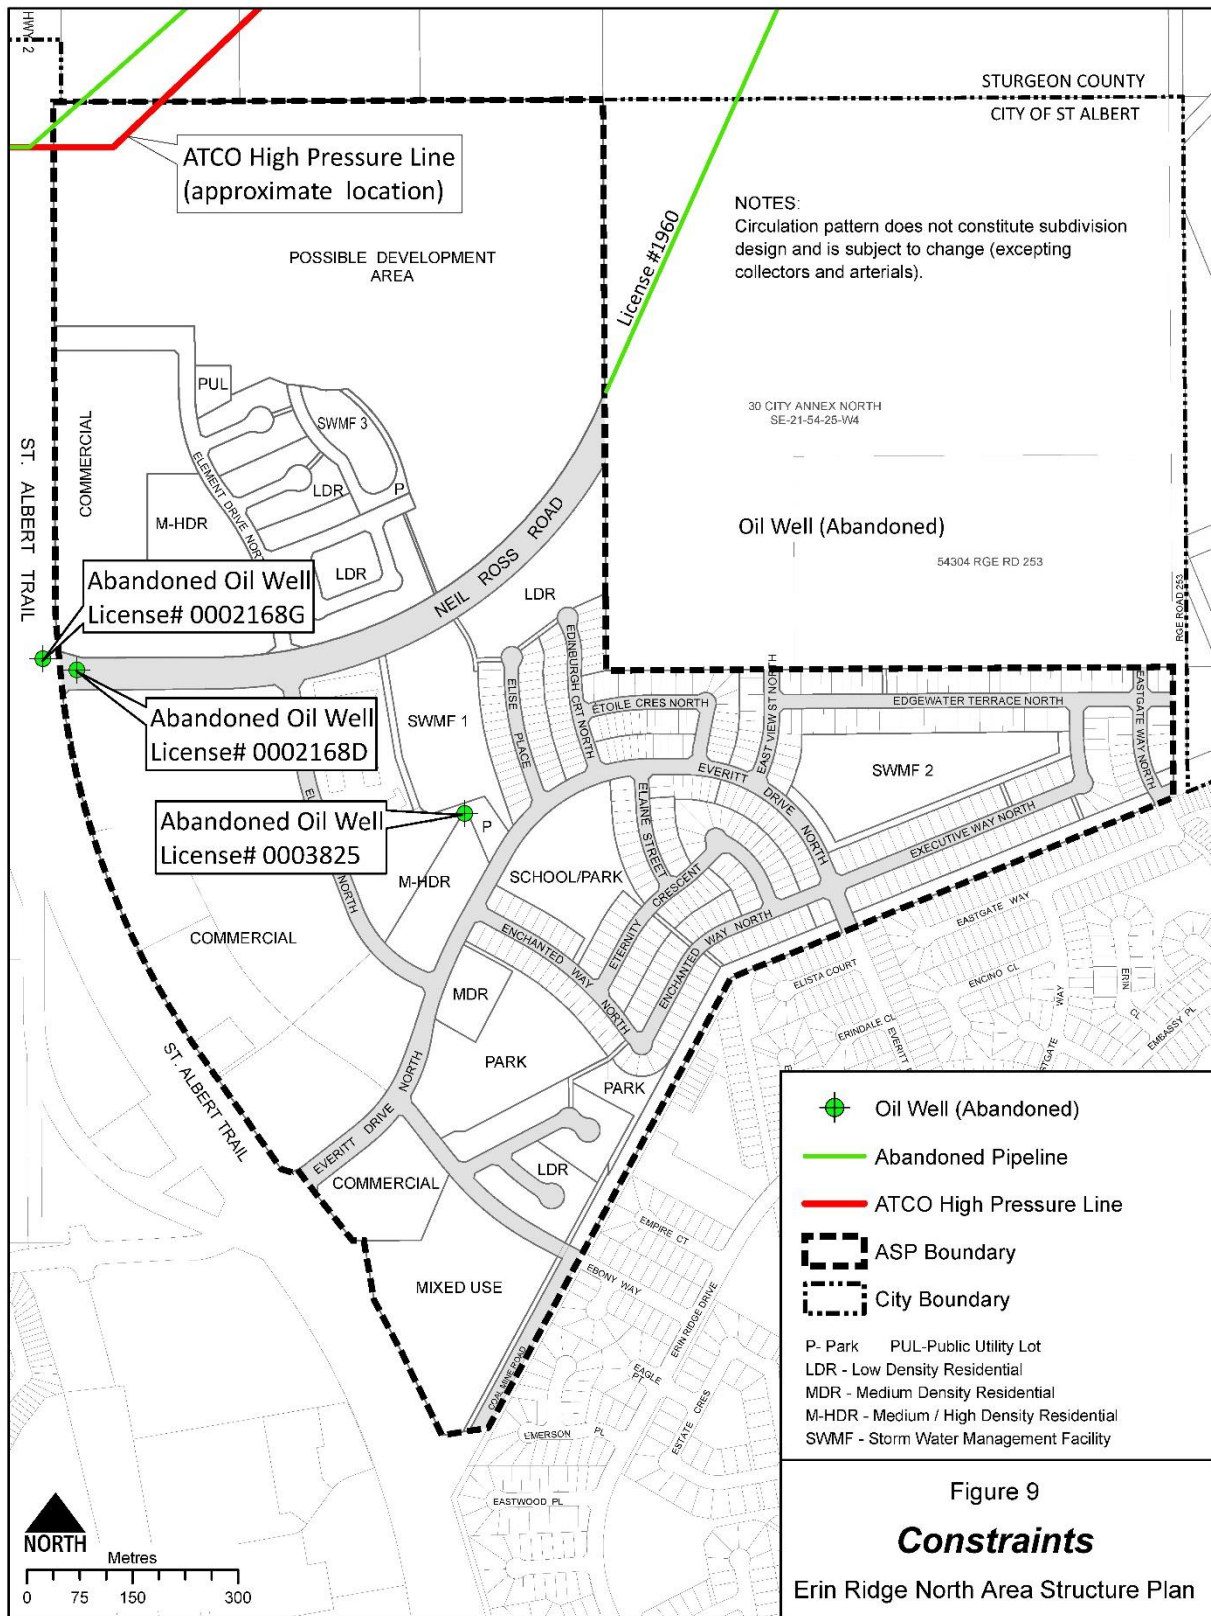 HWY 2
STURGEON COUNTY
CITY OF ST ALBERT
ATCO High Pressure Line
(approximate location)
License #1960
NOTES:
Circulation pattern does not constitute subdivision
design and is subject to change (excepting
collectors and arterials).
POSSIBLE DEVELOPMENT
AREA
PUL
SWMF 3
30 CITY ANNEX NORTH
SE-21-54-25-W4
COMMERCIAL
ST. ALBERT TRAIL
ELEMENT DRIVE NORTH
LDR
P
M-HDR
NEIL ROSS ROAD
Oil Well (Abandoned)
54304 RGE RD 253
RGE ROAD 253
LDR
LDR
Abandoned Oil Well
License# 0002168G
EDINBURGH CRT NORTH
ELISE PLACE
ÉTOILE CRES NORTH
EAST VIEW ST NORTH
EDGEWATER TERRACE NORTH
EASTGATE WAY NORTH
Abandoned Oil Well
License# 0002168D
SWMF 1
SWMF 2
EVERITT DRIVE NORTH
ELAINE STREET
EXECUTIVE WAY NORTH
Abandoned Oil Well
License# 0003825
P
M-HDR
NORTH
SCHOOL/PARK
ETERNITY CRESCENT
ENCHANTED WAY NORTH
ENCHANTED WAY NORTH
EASTGATE WAY
COMMERCIAL
ELISTA COURT
ENCINO CL
ERIN CL
EMBASSY PL
ERINDALE CL
EVERITT
WAY
MDR
PARK
PARK
ST. ALBERT TRAIL
EVERITT DRIVE NORTH
COMMERCIAL
LDR
MIXED USE
COAL MINE ROAD
EMPIRE CT
EBONY WAY
ERIN RIDGE DRIVE
EAGLE PT
ESTATE CRES
EMERSON PL
EASTWOOD PL
Oil Well (Abandoned)
Abandoned Pipeline
ATCO High Pressure Line
ASP Boundary
City Boundary
P- Park PUL-Public Utility Lot
LDR - Low Density Residential
MDR - Medium Density Residential
M-HDR - Medium / High Density Residential
SWMF - Storm Water Management Facility
Figure 9
Constraints
Erin Ridge North Area Structure Plan
NORTH
Metres
0 75 150 300